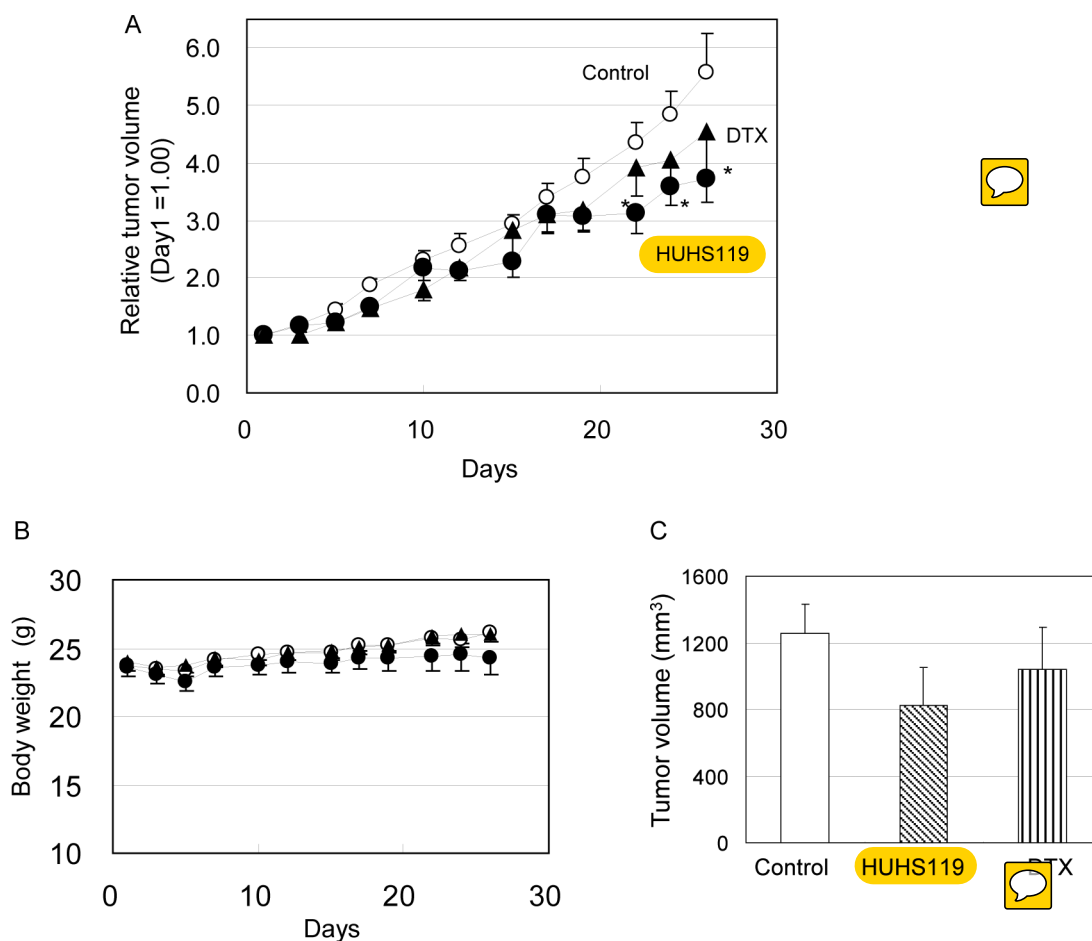 A
Relative tumor volume
(Day1 =1.00)
6.0
5.0
4.0
3.0
2.0
1.0
0.0
Control
DTX
*
*
*
HUHS119
0
10
20
30
Days
B
Body weight (g)
30
25
20
15
10
0
10
20
30
Days
C
Tumor volume (mm³)
1600
1200
800
400
0
Control
HUHS119